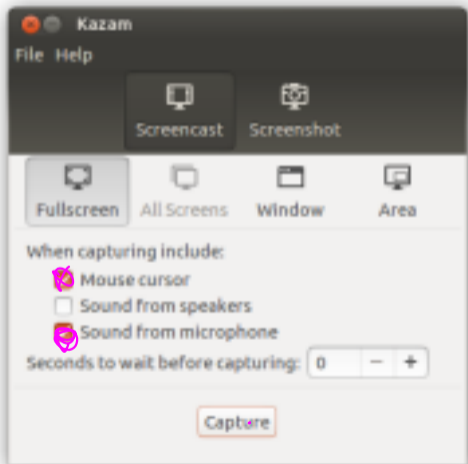 Kazam
File Help
Screencast Screenshot
Fullscreen All Screens Window Area
When capturing include:
Mouse cursor
Sound from speakers
Sound from microphone
Seconds to wait before capturing: 0 − +
Capture